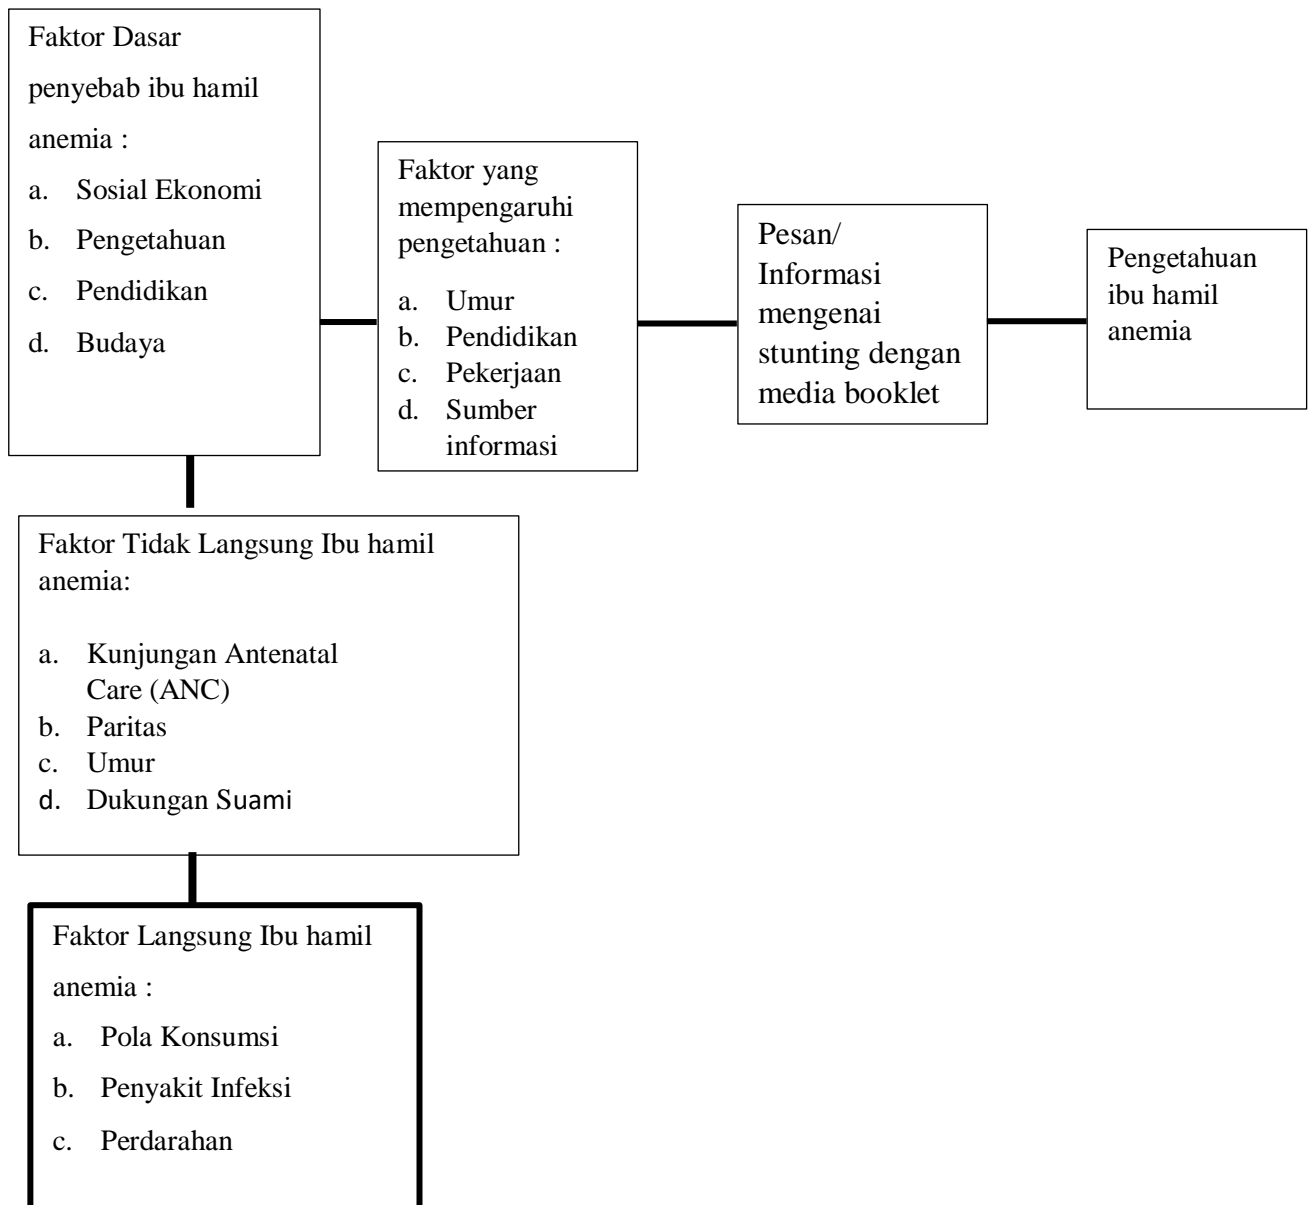 Faktor Dasar
penyebab ibu hamil
anemia :
a. Sosial Ekonomi
b. Pengetahuan
c. Pendidikan
d. Budaya
Faktor yang
mempengaruhi
pengetahuan :
a. Umur
b. Pendidikan
c. Pekerjaan
d. Sumber
informasi
Pesan/
Informasi
mengenai
stunting dengan
media booklet
Pengetahuan
ibu hamil
anemia
Faktor Tidak Langsung Ibu hamil
anemia:
a. Kunjungan Antenatal
Care (ANC)
b. Paritas
c. Umur
d. Dukungan Suami
Faktor Langsung Ibu hamil
anemia :
a. Pola Konsumsi
b. Penyakit Infeksi
c. Perdarahan